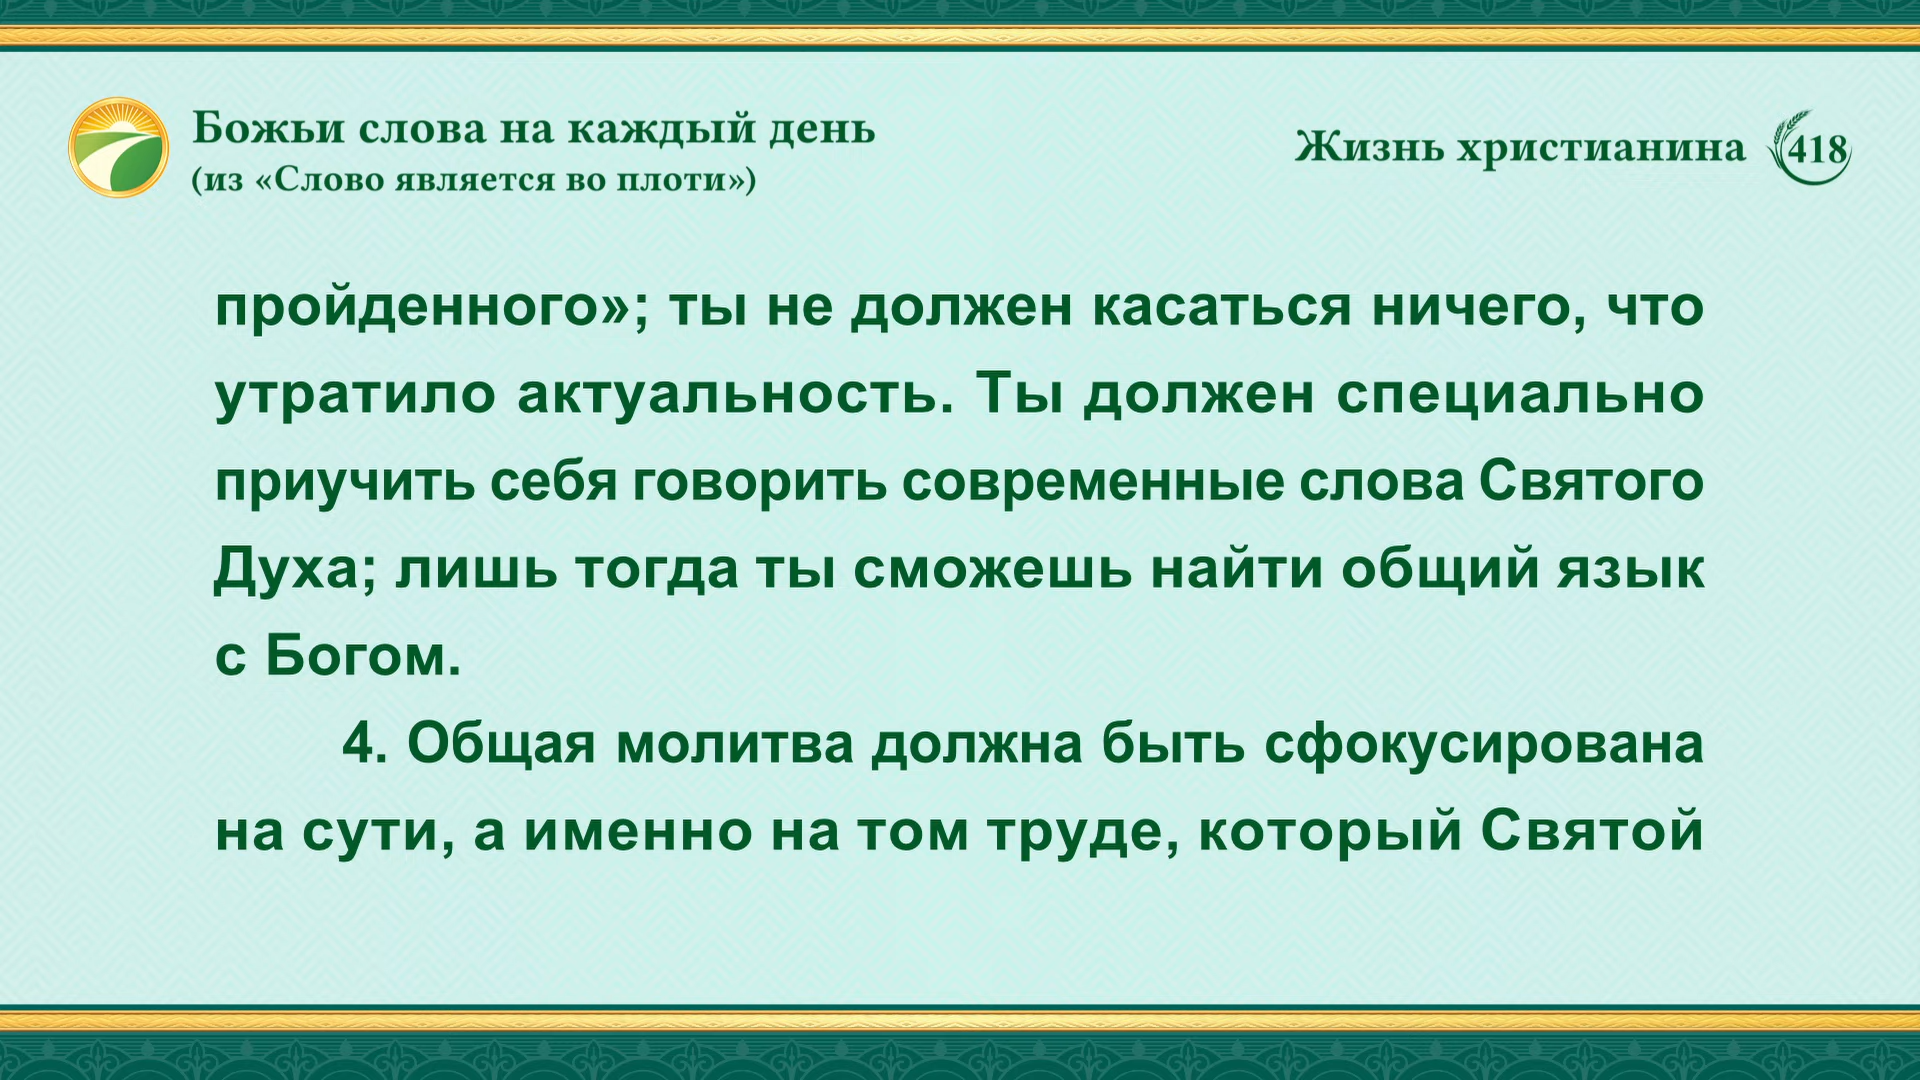 Божьи слова на каждый день
(из «Слово является во плоти»)
Жизнь христианина 418
пройденного»; ты не должен касаться ничего, что
утратило актуальность. Ты должен специально
приучить себя говорить современные слова Святого
Духа; лишь тогда ты сможешь найти общий язык
с Богом.
4. Общая молитва должна быть сфокусирована
на сути, а именно на том труде, который Святой